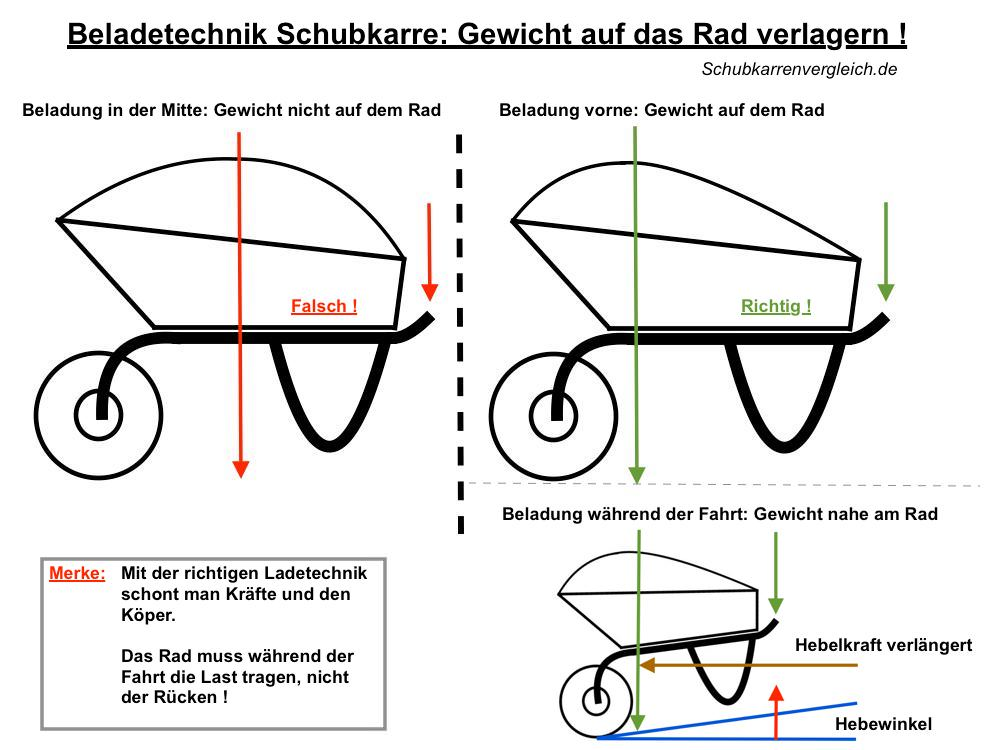 Beladetechnik Schubkarre: Gewicht auf das Rad verlagern !
Schubkarrenvergleich.de
Beladung in der Mitte: Gewicht nicht auf dem Rad
Falsch !
Beladung vorne: Gewicht auf dem Rad
Richtig !
Merke: Mit der richtigen Ladetechnik
schont man Kräfte und den
Köper.
Das Rad muss während der
Fahrt die Last tragen, nicht
der Rücken !
Beladung während der Fahrt: Gewicht nahe am Rad
Hebelkraft verlängert
Hebewinkel